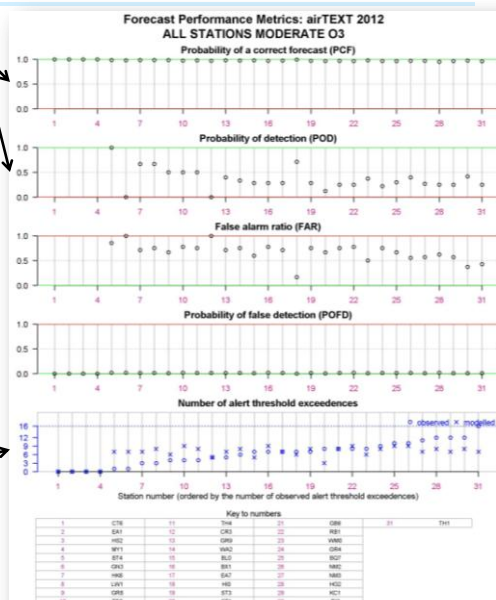 Forecast Performance Metrics: airTEXT 2012
ALL STATIONS MODERATE O3
Probability of a correct forecast (PCF)
1.0
0.5
0.0
1 4 7 10 13 16 19 22 25 28 31
Probability of detection (POD)
1.0
0.5
0.0
1 4 7 10 13 16 19 22 25 28 31
False alarm ratio (FAR)
1.0
0.5
0.0
1 4 7 10 13 16 19 22 25 28 31
Probability of false detection (POFD)
1.0
0.5
0.0
1 4 7 10 13 16 19 22 25 28 31
Number of alert threshold exceedences
observed × modelled
16
12
9
6
3
0
1 4 7 10 13 16 19 22 25 28 31
Station number (ordered by the number of observed alert threshold exceedences)
Key to numbers
1 CT6 11 TH4 21 GB6 31 TH1
2 EA1 12 CR3 22 RB1
3 HS2 13 GR9 23 WM0
4 MY1 14 WA2 24 GR4
5 BT4 15 BL0 25 BQ7
6 GN3 16 BX1 26 NM2
7 HK6 17 EA7 27 NM3
8 LW1 18 HI0 28 HG2
9 GR8 19 ST3 29 KC1